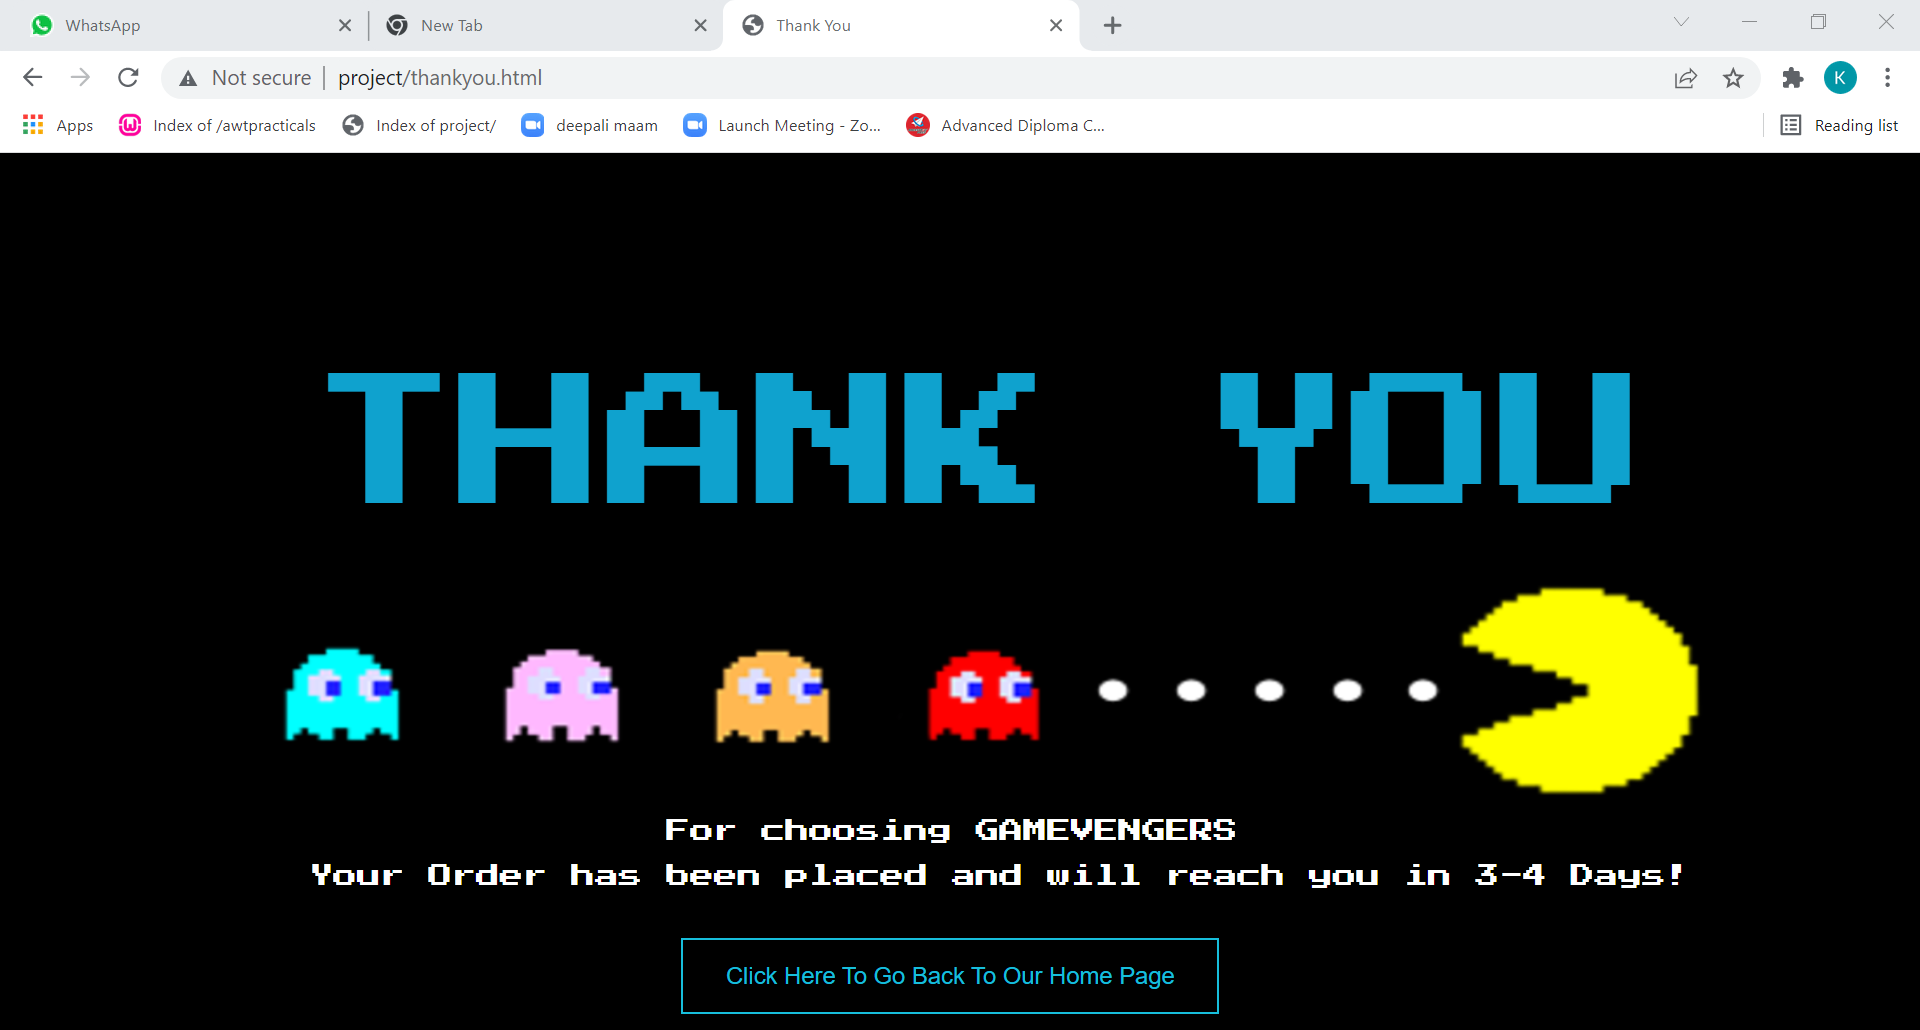 WhatsApp
New Tab
Thank You
Not secure
project/thankyou.html
K
Apps
Index of /awtpracticals
Index of project/
deepali maam
Launch Meeting - Zo...
Advanced Diploma C...
Reading list
THANK YOU
For choosing GAMEVENGERS
Your Order has been placed and will reach you in 3-4 Days!
Click Here To Go Back To Our Home Page